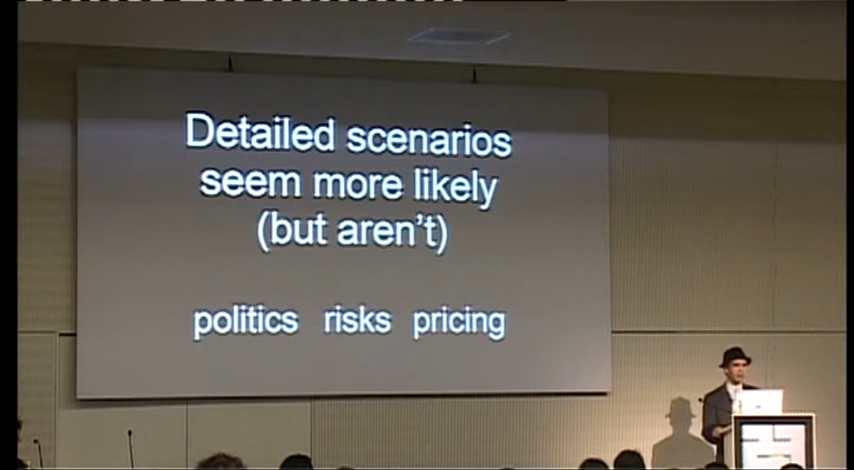 Detailed scenarios
seem more likely
(but aren't)
politics risks pricing